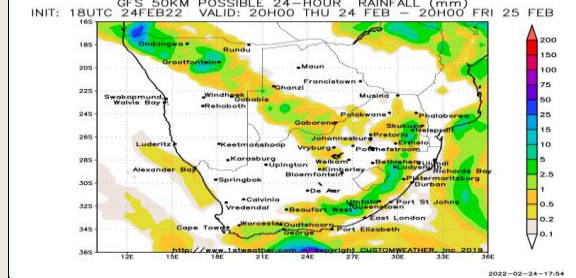 GFS 50KM POSSIBLE 24-HOUR RAINFALL (mm)
INIT: 18UTC 24FEB22 VALID: 20H00 THU 24 FEB – 20H00 FRI 25 FEB
16S
18S
20S
22S
24S
26S
28S
30S
32S
34S
36S
Ondangwa
Rundu
Grootfontein
Maun
Francistown
Ghanzi
Swakopmund
Walvis Bay
Windhoek
Gobabis
Rehoboth
Musina
Polokwane
Phalaborwa
Gaborone
Skukuza
Nelspruit
Pretoria
Johannesburg
Ermelo
Potchefstroom
Vryburg
Luderitz
Keetmanshoop
Karasburg
Upington
Welkom
Kimberley
Bethlehem
Ladysmith
Ulundi
Richards Bay
Bloemfontein
Pietermaritzburg
Durban
Alexander Bay
Springbok
De Aar
Calvinia
Vredendal
Umtata
Port St Johns
Queenstown
Beaufort West
East London
Cape Town
Worcester
Oudtshoorn
George
Port Elizabeth
http://www.1stweather.com - copyright CUSTOMWEATHER, Inc 2019
12E 15E 18E 21E 24E 27E 30E 33E 36E
200
150
100
75
50
25
15
10
5
2.5
1
0.5
0.2
0.1
2022-02-24-17:54